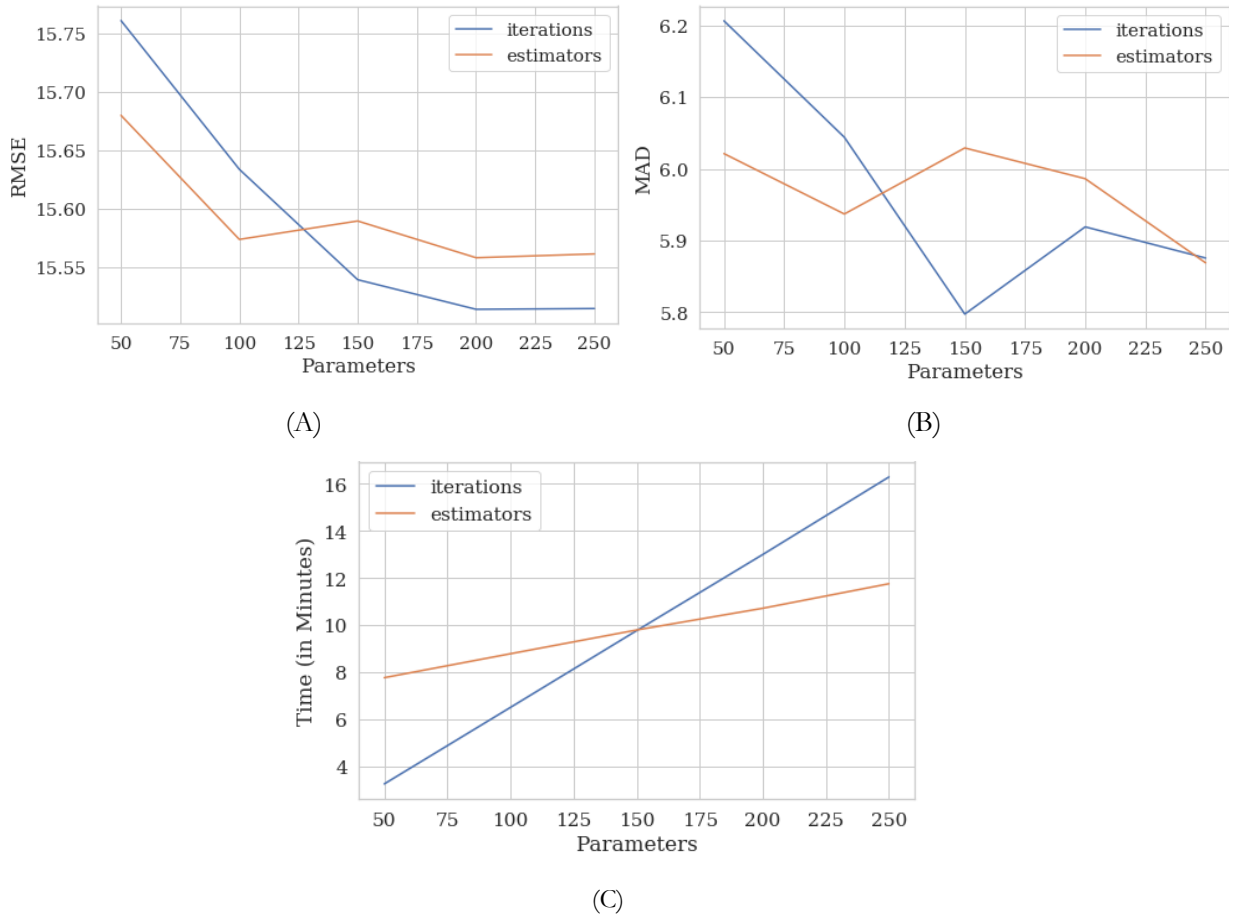 15.75
15.70
15.65
15.60
15.55
RMSE
iterations
estimators
50 75 100 125 150 175 200 225 250
Parameters
(A)
6.2
6.1
6.0
5.9
5.8
MAD
iterations
estimators
50 75 100 125 150 175 200 225 250
Parameters
(B)
16
14
12
10
8
6
4
Time (in Minutes)
iterations
estimators
50 75 100 125 150 175 200 225 250
Parameters
(C)